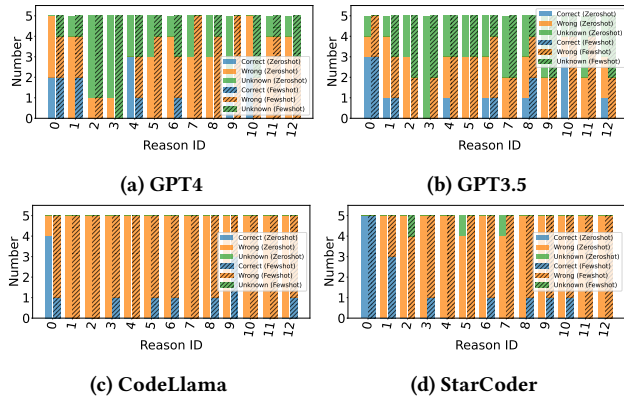 5
4
3
2
1
0
Number
Correct (Zeroshot)
Wrong (Zeroshot)
Unknown (Zeroshot)
Correct (Fewshot)
Wrong (Fewshot)
Unknown (Fewshot)
0 1 2 3 4 5 6 7 8 9 10 11 12
Reason ID
(a) GPT4
5
4
3
2
1
0
Number
Correct (Zeroshot)
Wrong (Zeroshot)
Unknown (Zeroshot)
Correct (Fewshot)
Wrong (Fewshot)
Unknown (Fewshot)
0 1 2 3 4 5 6 7 8 9 10 11 12
Reason ID
(b) GPT3.5
5
4
3
2
1
0
Number
Correct (Zeroshot)
Wrong (Zeroshot)
Unknown (Zeroshot)
Correct (Fewshot)
Wrong (Fewshot)
Unknown (Fewshot)
0 1 2 3 4 5 6 7 8 9 10 11 12
Reason ID
(c) CodeLlama
5
4
3
2
1
0
Number
Correct (Zeroshot)
Wrong (Zeroshot)
Unknown (Zeroshot)
Correct (Fewshot)
Wrong (Fewshot)
Unknown (Fewshot)
0 1 2 3 4 5 6 7 8 9 10 11 12
Reason ID
(d) StarCoder